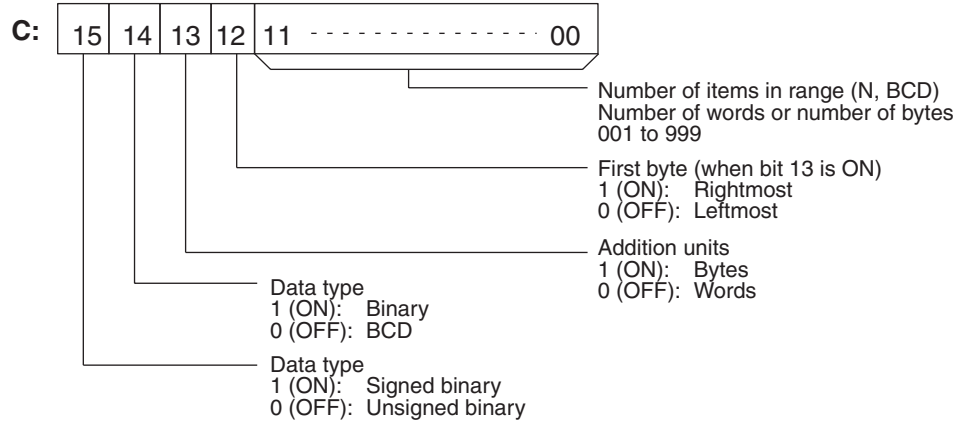 C: 15 14 13 12 11 - - - - - - - - - - - - - - - 00
Number of items in range (N, BCD)
Number of words or number of bytes
001 to 999
First byte (when bit 13 is ON)
1 (ON): Rightmost
0 (OFF): Leftmost
Addition units
1 (ON): Bytes
0 (OFF): Words
Data type
1 (ON): Binary
0 (OFF): BCD
Data type
1 (ON): Signed binary
0 (OFF): Unsigned binary